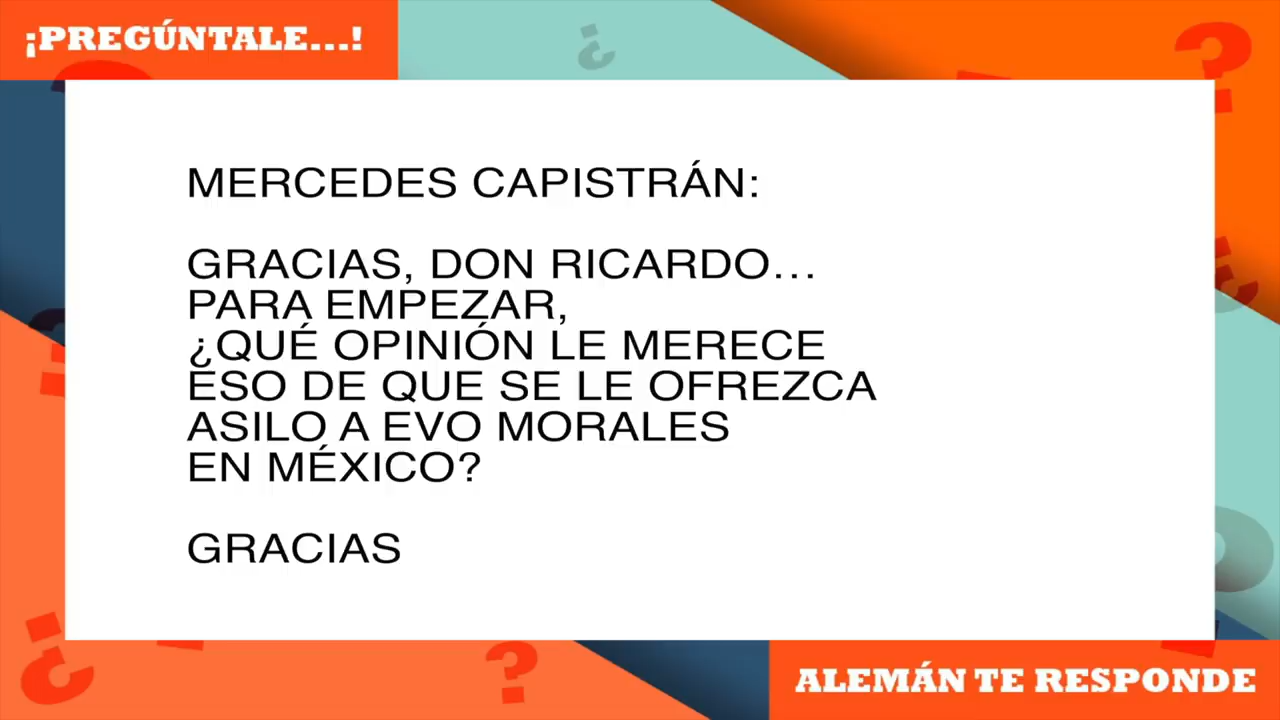 ¡PREGÚNTALE...!
MERCEDES CAPISTRÁN:
GRACIAS, DON RICARDO...
PARA EMPEZAR,
¿QUÉ OPINIÓN LE MERECE
ESO DE QUE SE LE OFREZCA
ASILO A EVO MORALES
EN MÉXICO?
GRACIAS
ALEMÁN TE RESPONDE